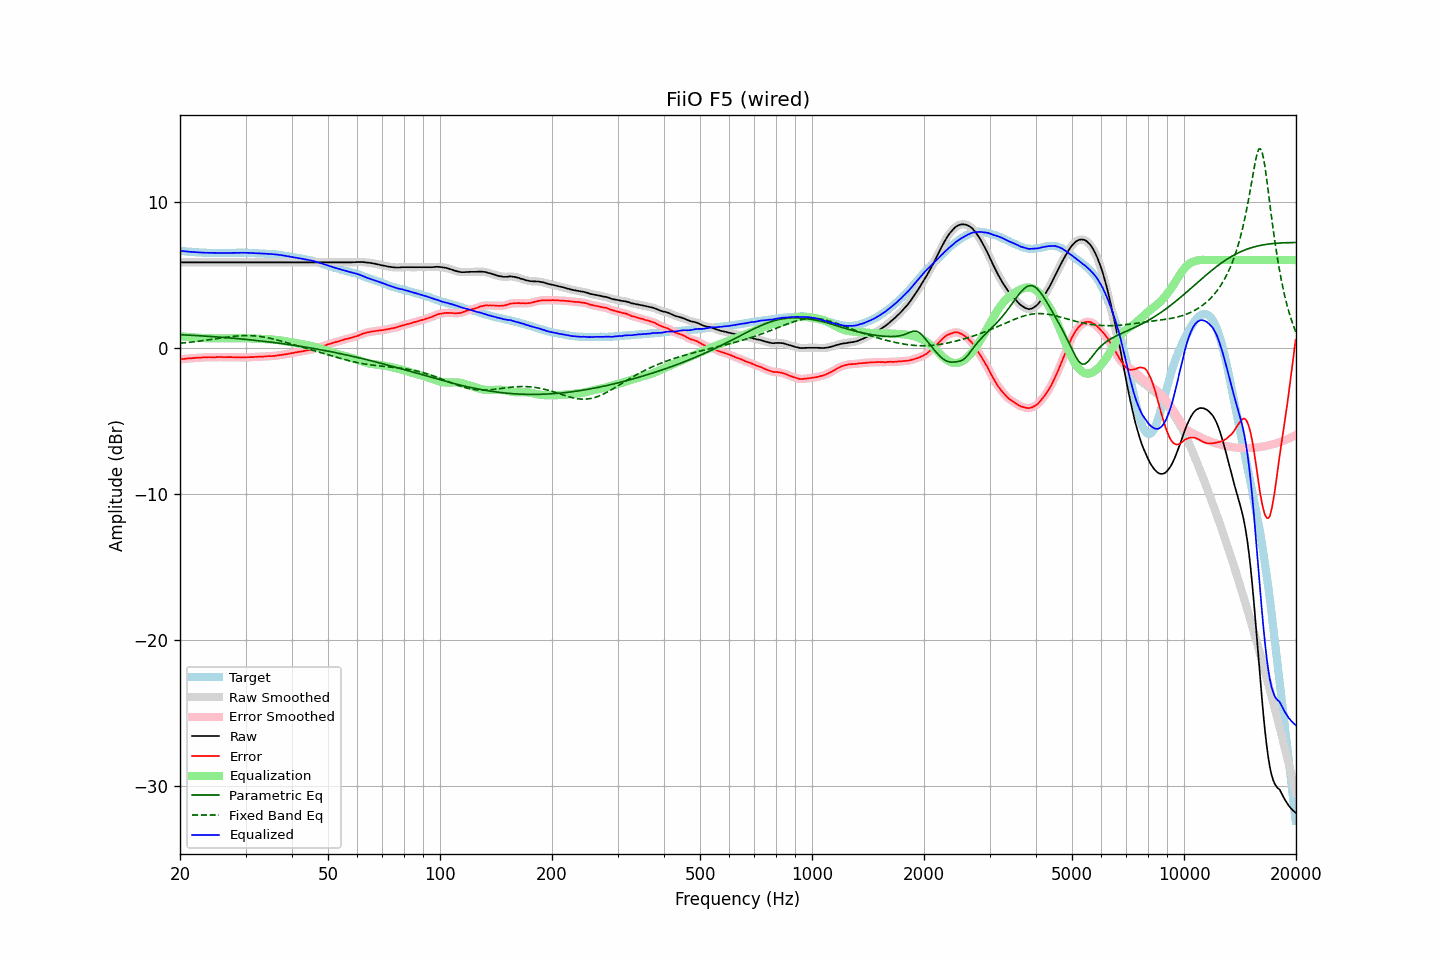 FiiO F5 (wired)
Amplitude (dBr)
10
0
−10
−20
−30
Target
Raw Smoothed
Error Smoothed
Raw
Error
Equalization
Parametric Eq
Fixed Band Eq
Equalized
20 50 100 200 500 1000 2000 5000 10000 20000
Frequency (Hz)